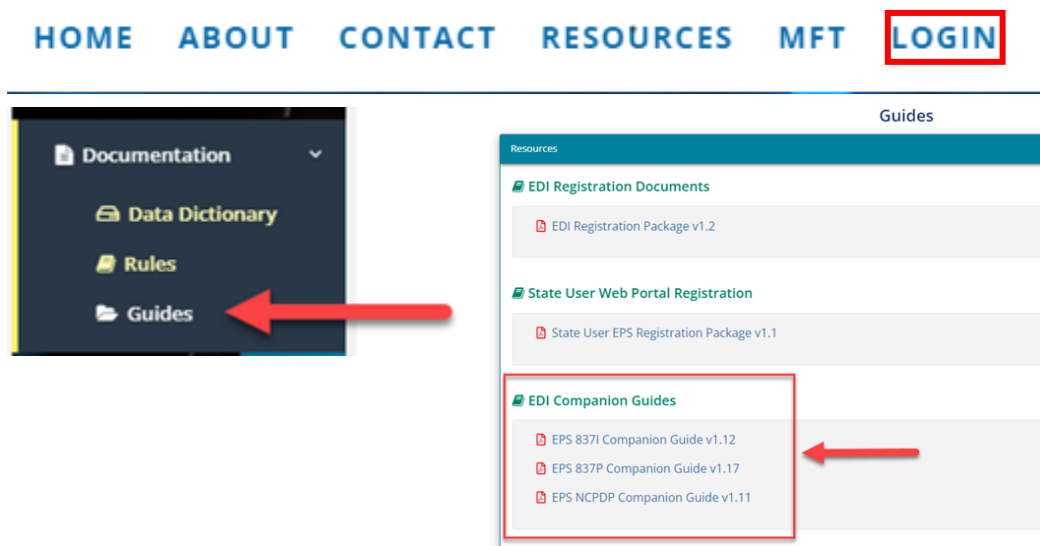 HOME ABOUT CONTACT RESOURCES MFT LOGIN
Documentation
Data Dictionary
Rules
Guides
Guides
Resources
EDI Registration Documents
EDI Registration Package v1.2
State User Web Portal Registration
State User EPS Registration Package v1.1
EDI Companion Guides
EPS 837I Companion Guide v1.12
EPS 837P Companion Guide v1.17
EPS NCPDP Companion Guide v1.11